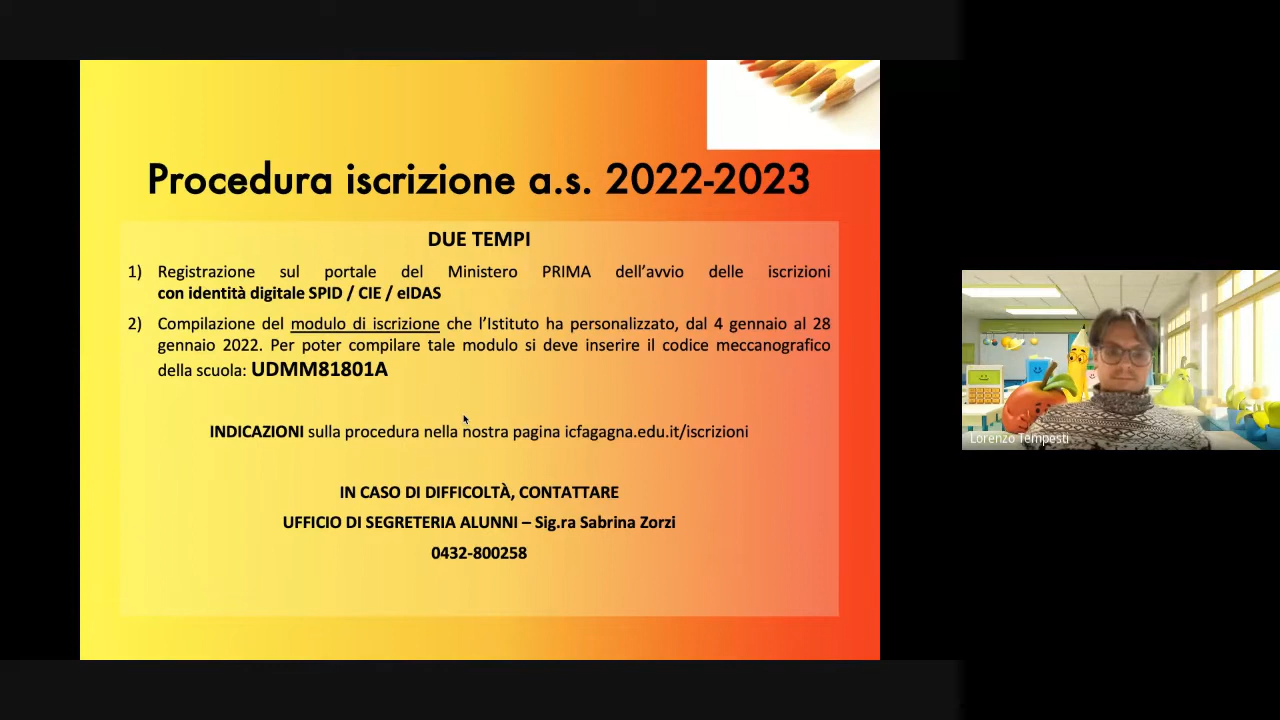 Procedura iscrizione a.s. 2022-2023
DUE TEMPI
1) Registrazione sul portale del Ministero PRIMA dell’avvio delle iscrizioni
con identità digitale SPID / CIE / eIDAS
2) Compilazione del modulo di iscrizione che l’Istituto ha personalizzato, dal 4 gennaio al 28
gennaio 2022. Per poter compilare tale modulo si deve inserire il codice meccanografico
della scuola: UDMM81801A
INDICAZIONI sulla procedura nella nostra pagina icfagagna.edu.it/iscrizioni
IN CASO DI DIFFICOLTÀ, CONTATTARE
UFFICIO DI SEGRETERIA ALUNNI – Sig.ra Sabrina Zorzi
0432-800258
Lorenzo Tempesti